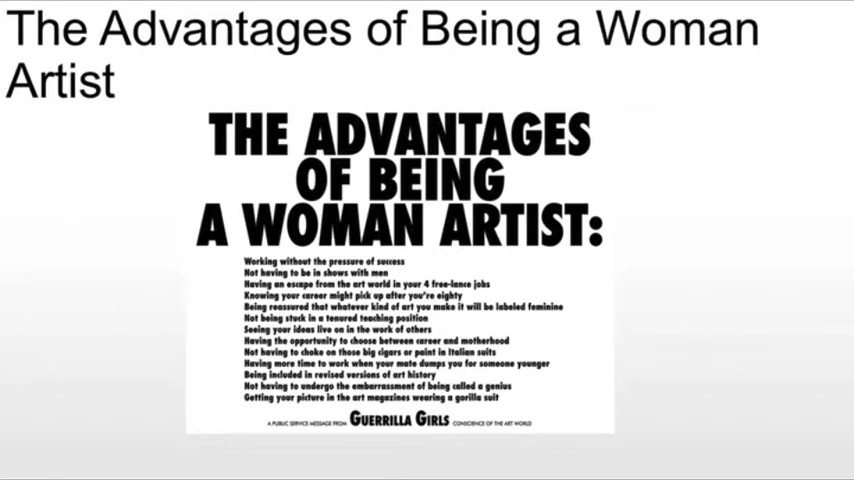 The Advantages of Being a Woman
Artist
THE ADVANTAGES
OF BEING
A WOMAN ARTIST:
Working without the pressure of success
Not having to be in shows with men
Having an escape from the art world in your 4 free-lance jobs
Knowing your career might pick up after you're eighty
Being reassured that whatever kind of art you make it will be labeled feminine
Not being stuck in a tenured teaching position
Seeing your ideas live on in the work of others
Having the opportunity to choose between career and motherhood
Not having to choke on those big cigars or paint in Italian suits
Having more time to work when your mate dumps you for someone younger
Being included in revised versions of art history
Not having to undergo the embarrassment of being called a genius
Getting your picture in the art magazines wearing a gorilla suit
A PUBLIC SERVICE MESSAGE FROM GUERRILLA GIRLS CONSCIENCE OF THE ART WORLD